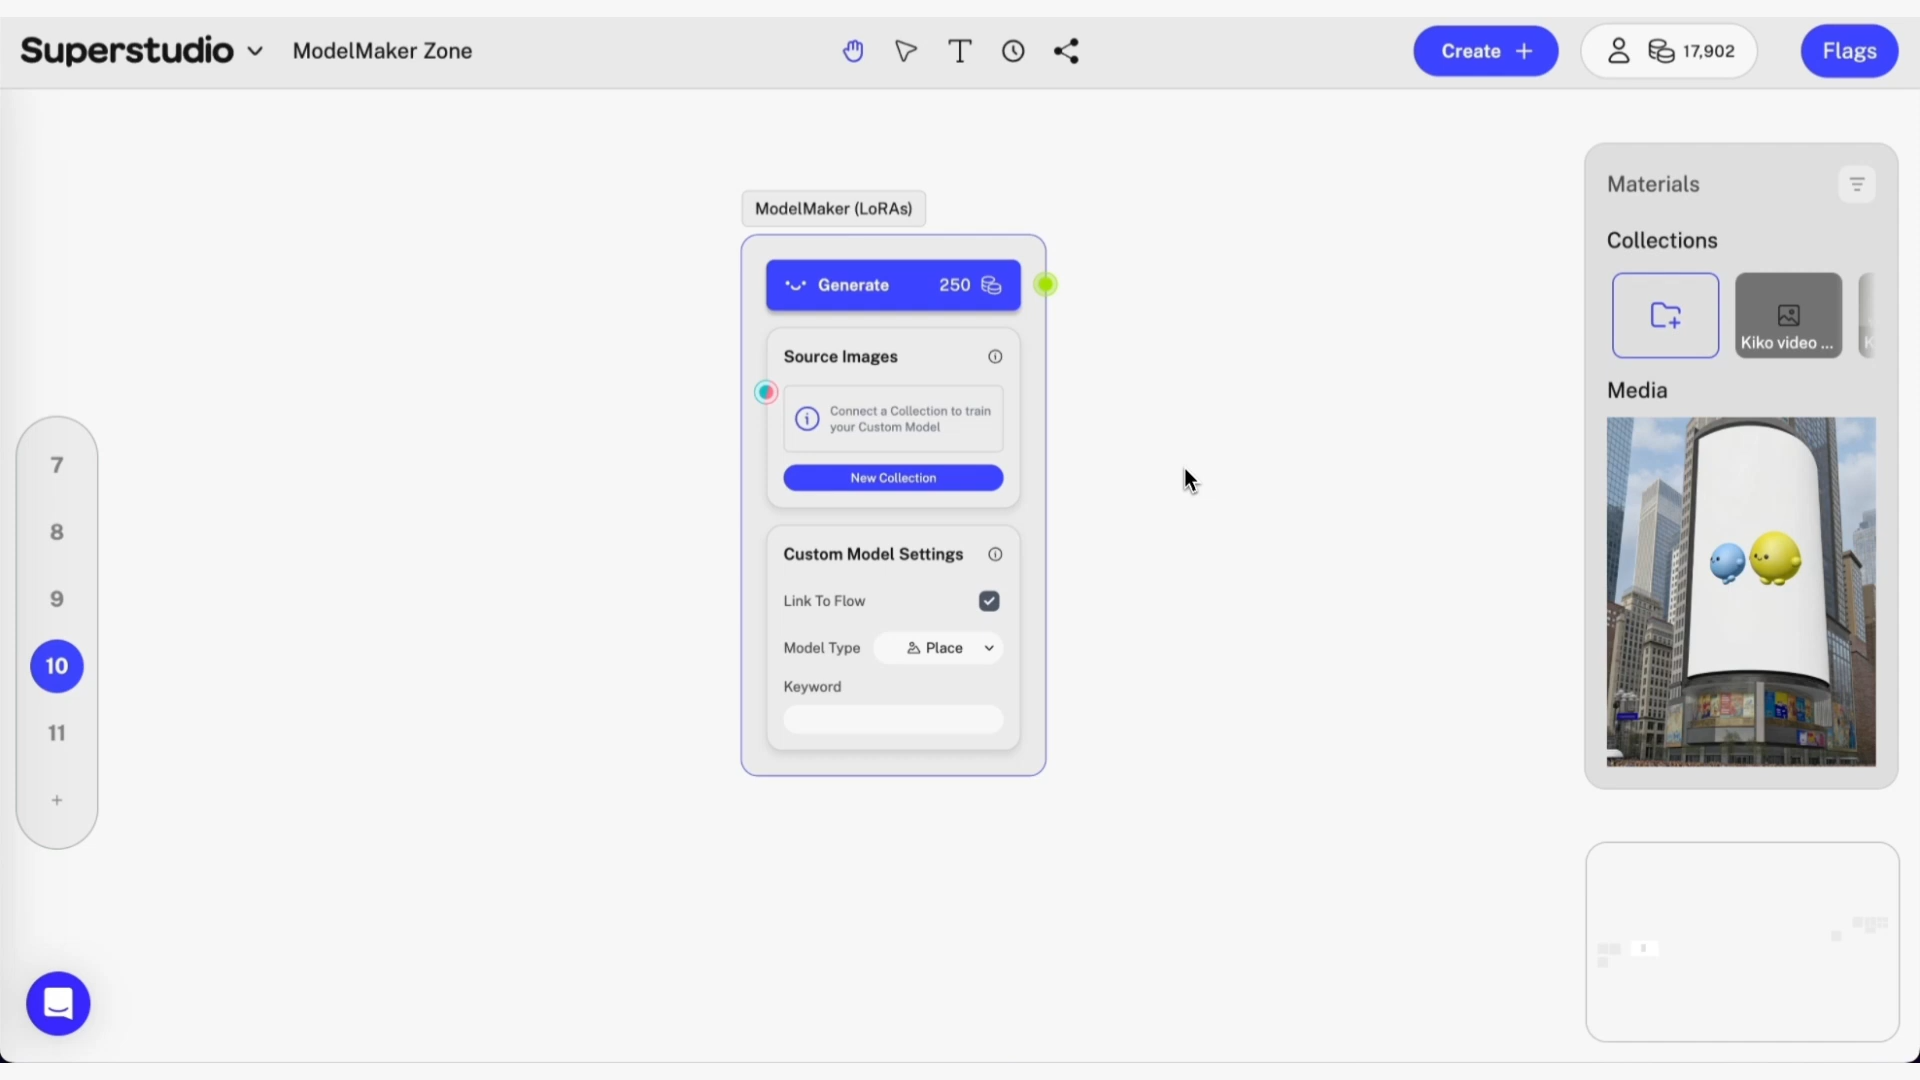 Superstudio
ModelMaker Zone
Create
17,902
Flags
ModelMaker (LoRAs)
Generate 250
Source Images
Connect a Collection to train
your Custom Model
New Collection
Custom Model Settings
Link To Flow
Model Type Place
Keyword
7
8
9
10
11
+
Materials
Collections
Kiko video ...
K
Media